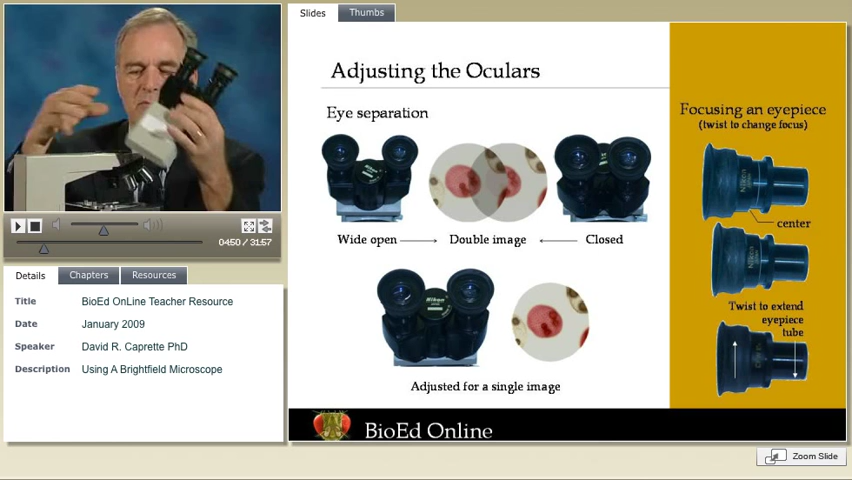 04:50 / 31:57
Details
Chapters
Resources
Title
BioEd OnLine Teacher Resource
Date
January 2009
Speaker
David R. Caprette PhD
Description
Using A Brightfield Microscope
Slides
Thumbs
Adjusting the Oculars
Eye separation
Wide open
Double image
Closed
Nikon
Adjusted for a single image
Focusing an eyepiece
(twist to change focus)
Nikon
center
Twist to extend
eyepiece
tube
BioEd Online
Zoom Slide